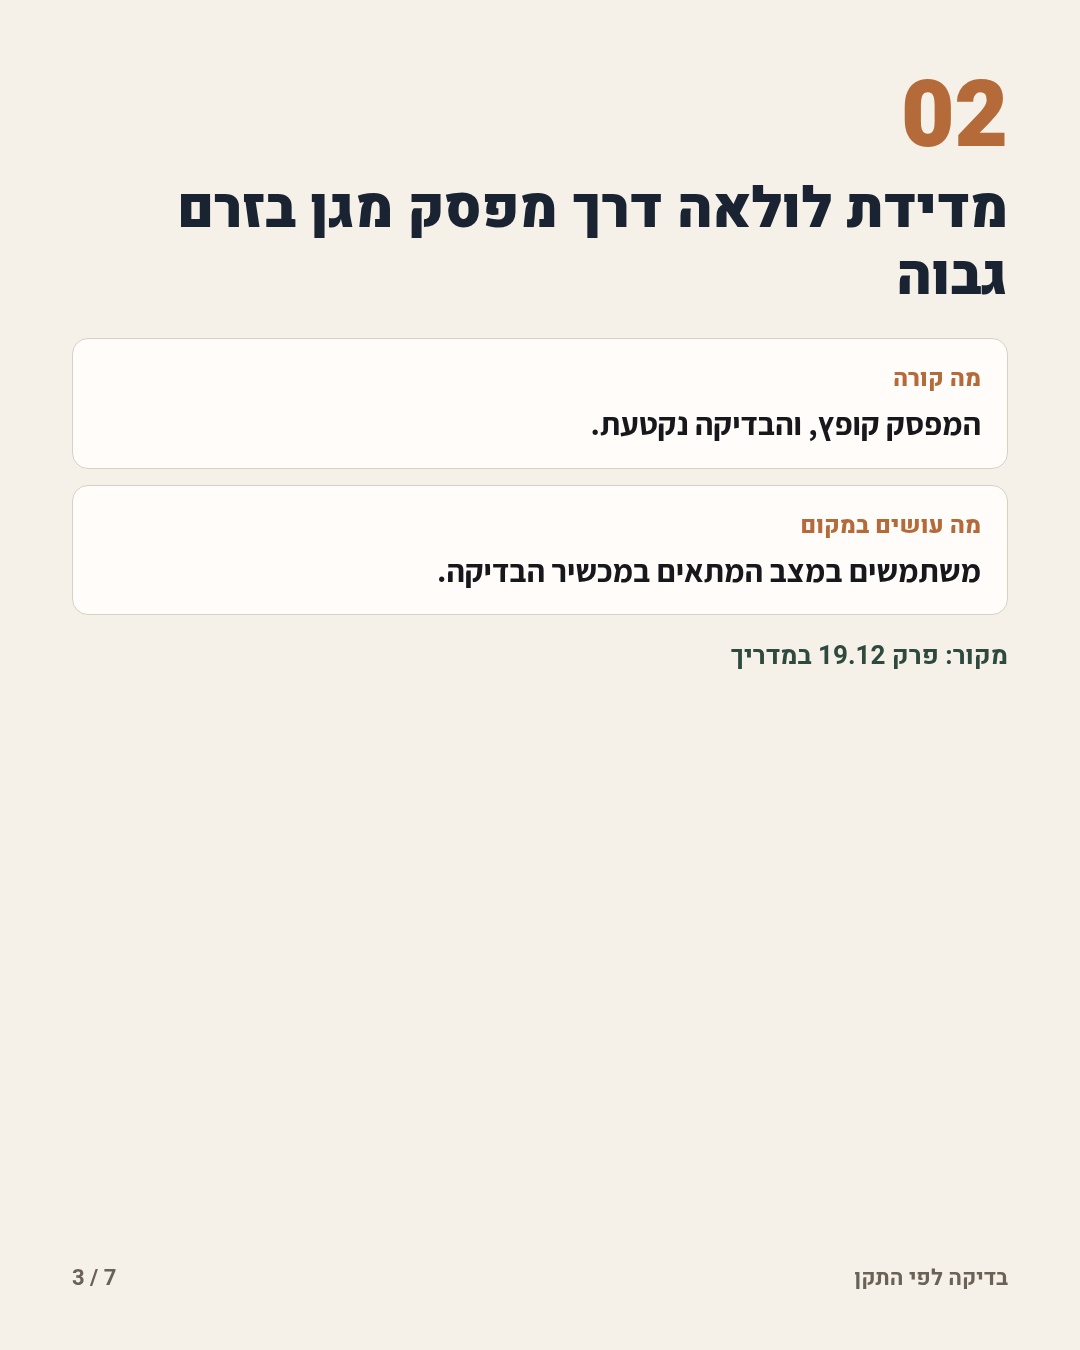 02
מדידת לולאה דרך מפסק מגן בזרם
גבוה
מה קורה
המפסק קופץ, והבדיקה נקטעת.
מה עושים במקום
משתמשים במצב המתאים במכשיר הבדיקה.
מקור: פרק 19.12 במדריך
בדיקה לפי התקן
3 / 7